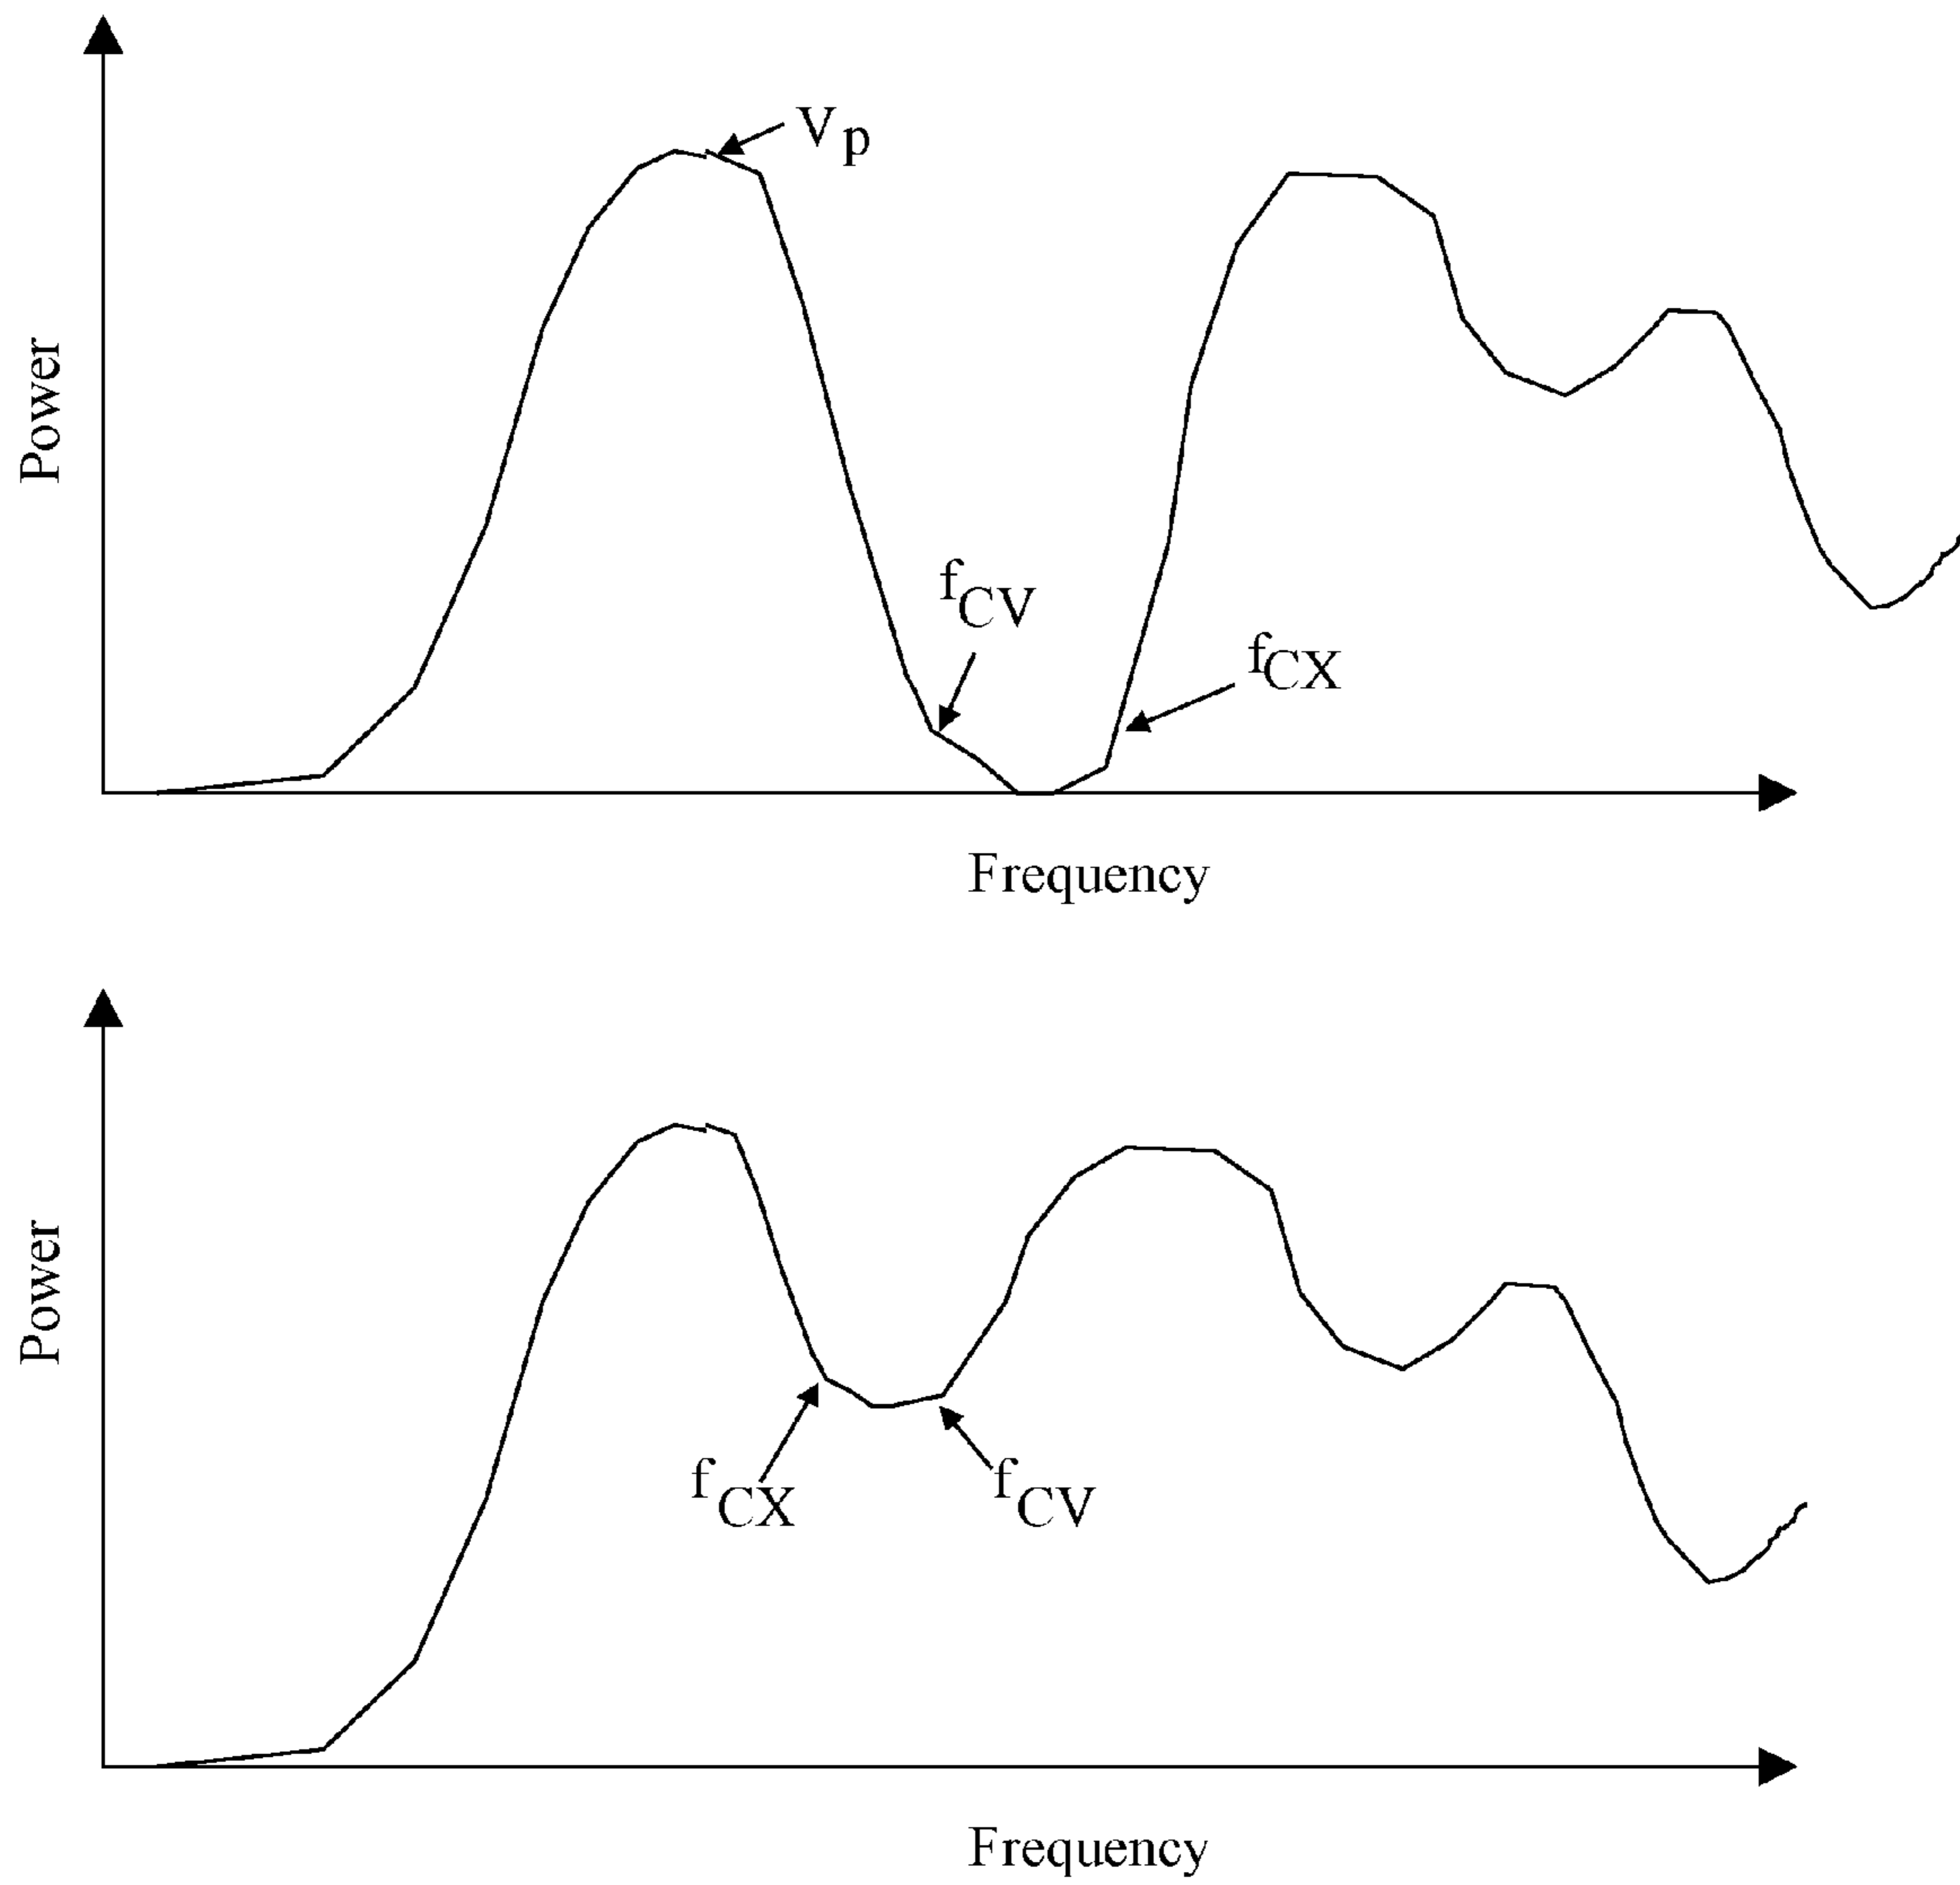 Vp
Power
fCV
fCX
Frequency
Power
fCX
fCV
Frequency